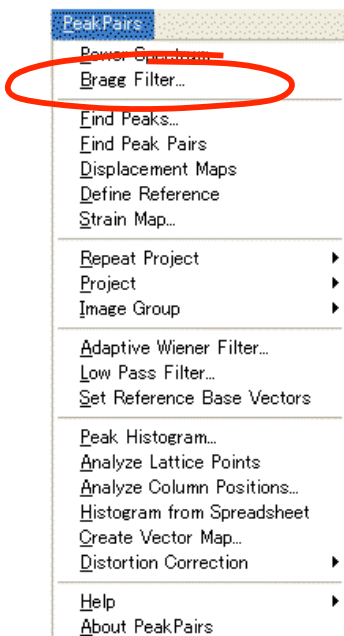 PeakPairs
Power Spectrum...
Bragg Filter...
Find Peaks...
Find Peak Pairs
Displacement Maps
Define Reference
Strain Map...
Repeat Project
Project
Image Group
Adaptive Wiener Filter...
Low Pass Filter...
Set Reference Base Vectors
Peak Histogram...
Analyze Lattice Points
Analyze Column Positions...
Histogram from Spreadsheet
Create Vector Map...
Distortion Correction
Help
About PeakPairs